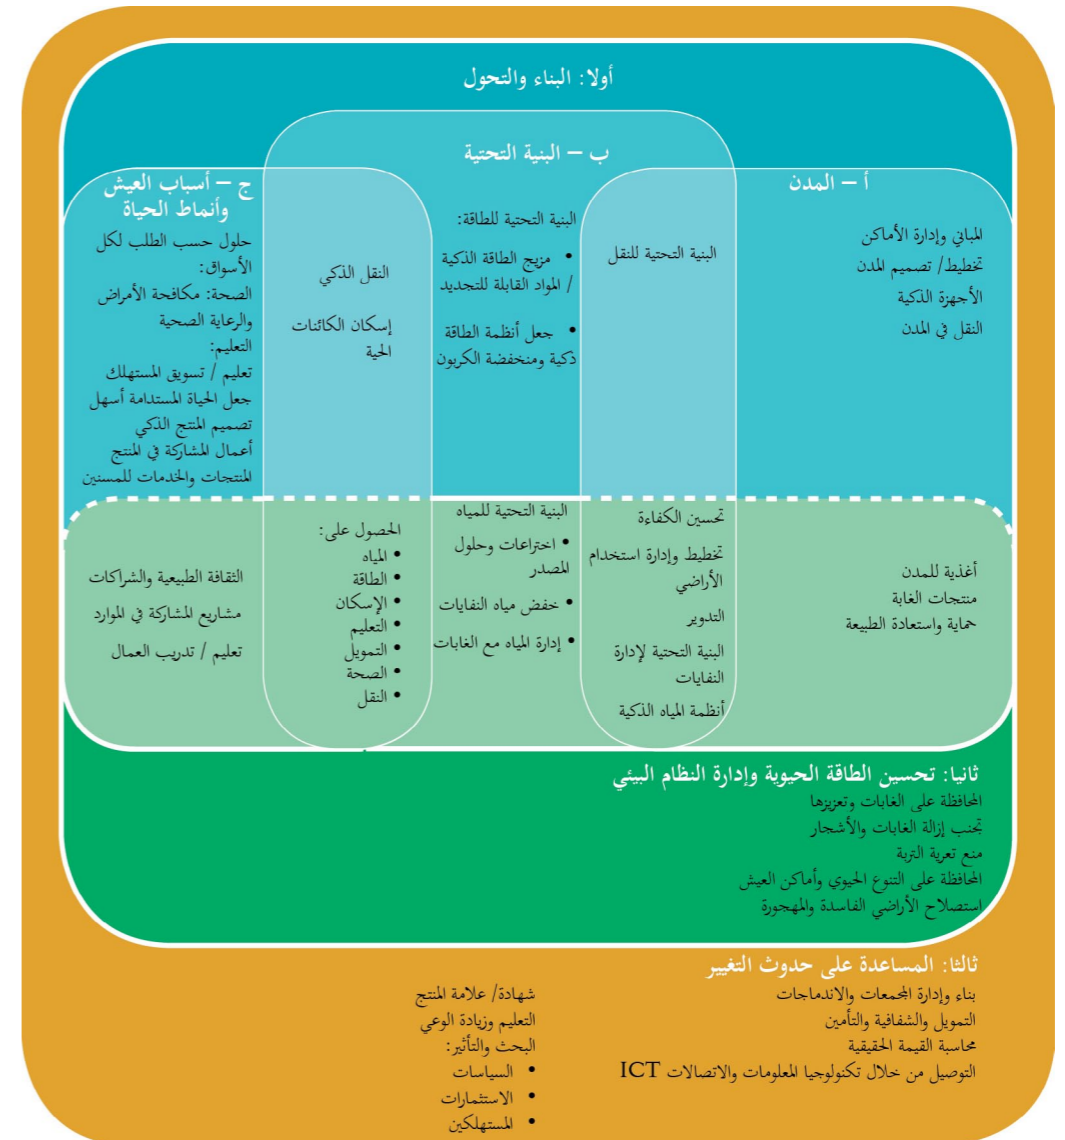 أولا: البناء والتحول
ب – البنية التحتية
أ – المدن
المباني وإدارة الأماكن
تخطيط/ تصميم المدن
الأجهزة الذكية
النقل في المدن
البنية التحتية للنقل
البنية التحتية للطاقة:
• مزيج الطاقة الذكية
/ المواد القابلة للتجديد
• جعل أنظمة الطاقة
ذكية ومنخفضة الكربون
النقل الذكي
إسكان الكائنات
الحية
ج – أسباب العيش
وأنماط الحياة
حلول حسب الطلب لكل
الأسواق:
الصحة: مكافحة الأمراض
والرعاية الصحية
التعليم:
تعليم / تسويق المستهلك
جعل الحياة المستدامة أسهل
تصميم المنتج الذكي
أعمال المشاركة في المنتج
المنتجات والخدمات للمسنين
أغذية للمدن
منتجات الغابة
حماية واستعادة الطبيعة
تحسين الكفاءة
تخطيط وإدارة استخدام
الأراضي
التدوير
البنية التحتية لإدارة
النفايات
أنظمة المياه الذكية
البنية التحتية للمياه
• اختراعات وحلول
المصدر
• خفض مياه النفايات
• إدارة المياه مع الغابات
الحصول على:
• المياه
• الطاقة
• الإسكان
• التعليم
• التمويل
• الصحة
• النقل
الثقافة الطبيعية والشراكات
مشاريع المشاركة في الموارد
تعليم / تدريب العمال
ثانيا: تحسين الطاقة الحيوية وإدارة النظام البيئي
المحافظة على الغابات وتعزيزها
تجنب إزالة الغابات والأشجار
منع تعرية التربة
المحافظة على التنوع الحيوي وأماكن العيش
استصلاح الأراضي الفاسدة والمهجورة
ثالثا: المساعدة على حدوث التغيير
بناء وإدارة المجمعات والاندماجات
التمويل والشفافية والتأمين
محاسبة القيمة الحقيقية
التوصيل من خلال تكنولوجيا المعلومات والاتصالات ICT
شهادة/ علامة المنتج
التعليم وزيادة الوعي
البحث والتأثير:
• السياسات
• الاستثمارات
• المستهلكين